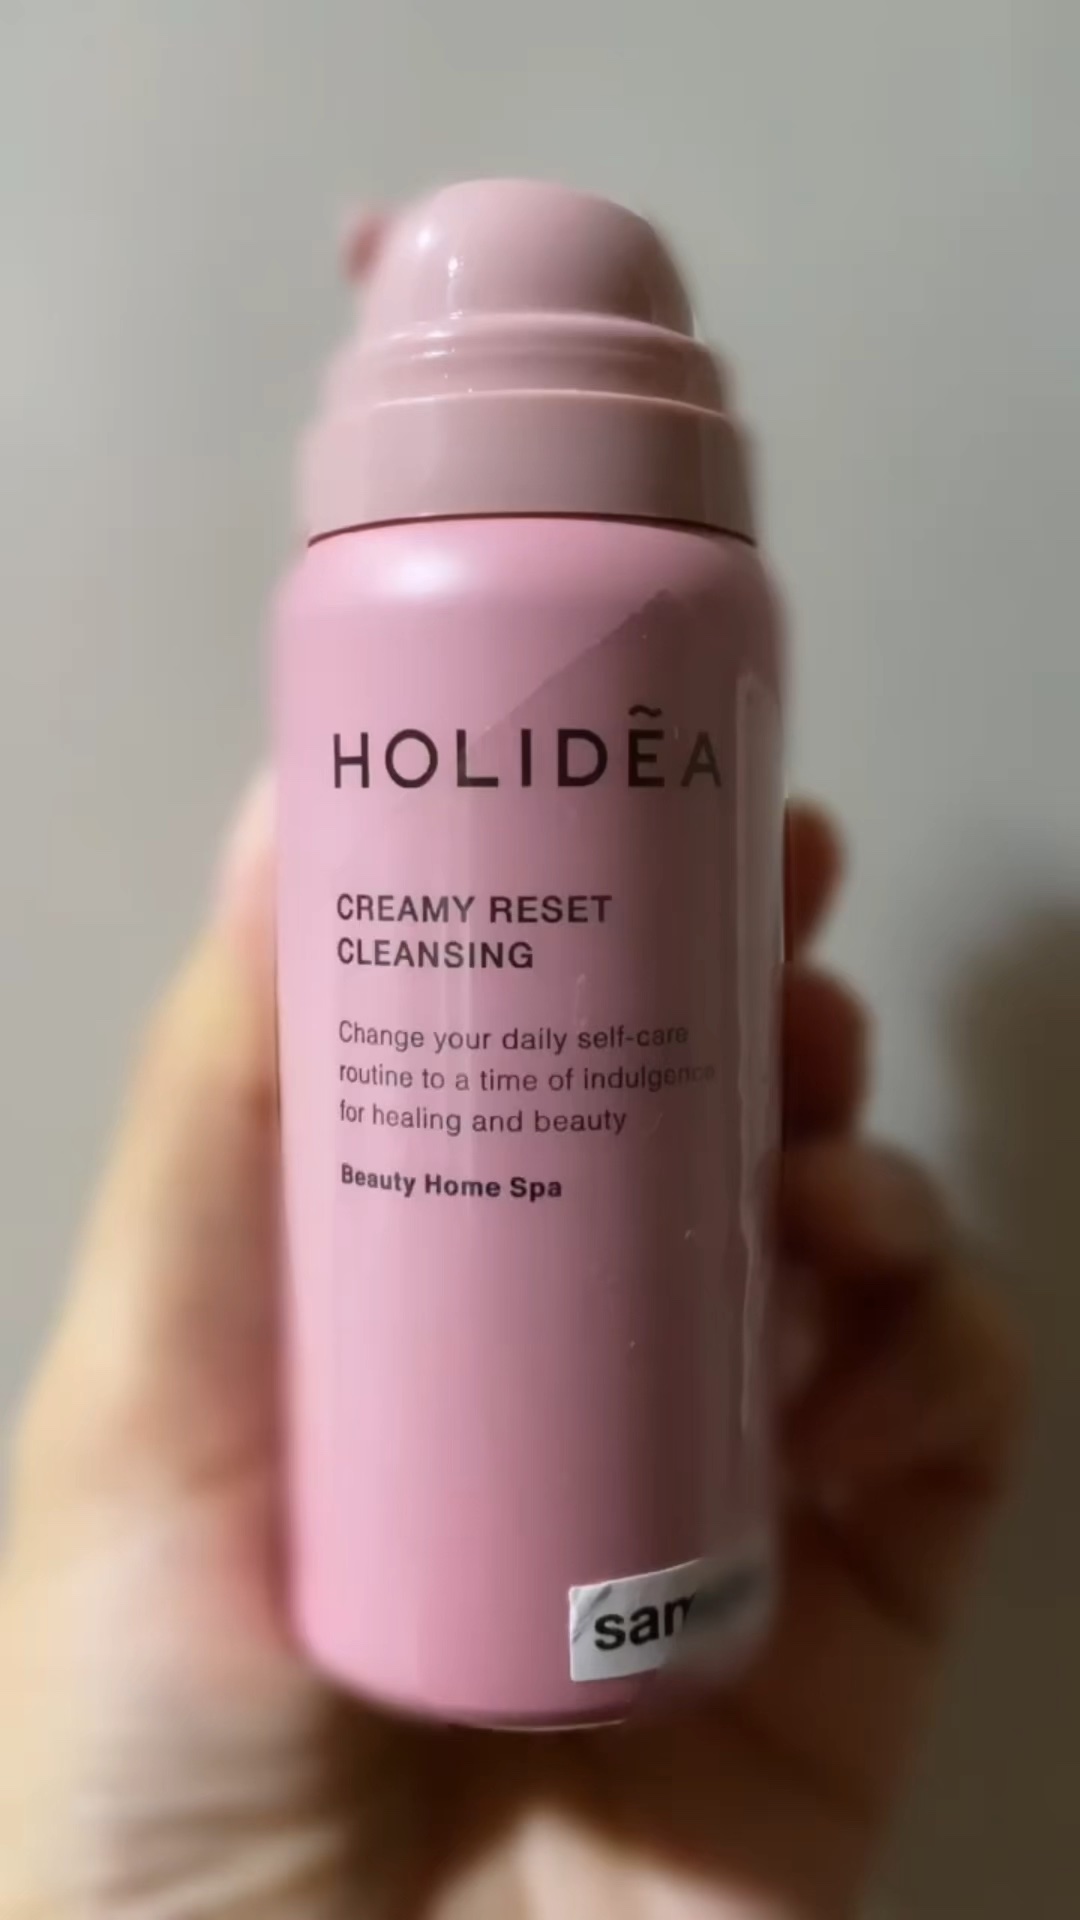 HOLIDẼA
CREAMY RESET
CLEANSING
Change your daily self-care
routine to a time of indulgence
for healing and beauty
Beauty Home Spa